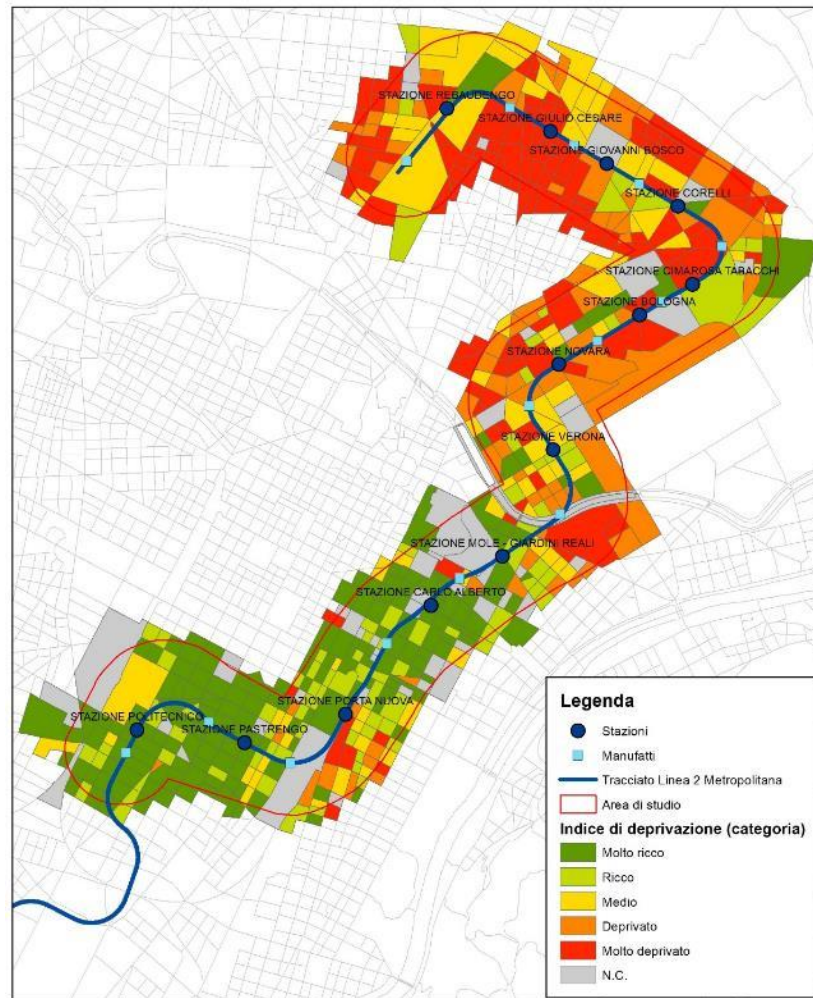 STAZIONE REBAUDENGO
STAZIONE GIULIO CESARE
STAZIONE GIOVANNI BOSCO
STAZIONE CORELLI
STAZIONE CIMAROSA TABACCHI
STAZIONE BOLOGNA
STAZIONE NOVARA
STAZIONE VERONA
STAZIONE MOLE - GIARDINI REALI
STAZIONE CARLO ALBERTO
STAZIONE PORTA NUOVA
STAZIONE POLITECNICO
STAZIONE PASTRENGO
Legenda
Stazioni
Manufatti
Tracciato Linea 2 Metropolitana
Area di studio
Indice di deprivazione (categoria)
Molto ricco
Ricco
Medio
Deprivato
Molto deprivato
N.C.